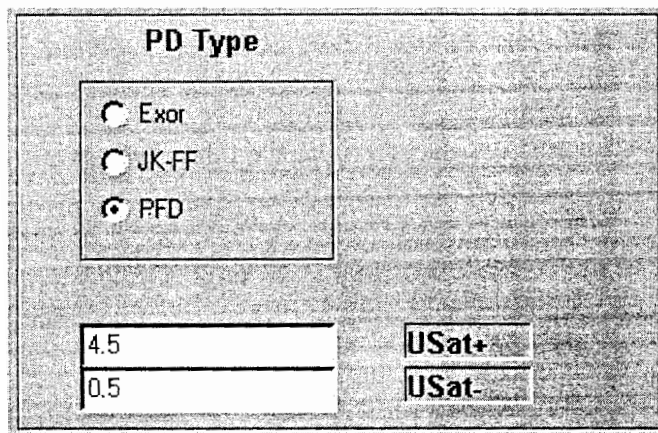 PD Type
Exor
JK-FF
PFD
4.5 USat+
0.5 USat-